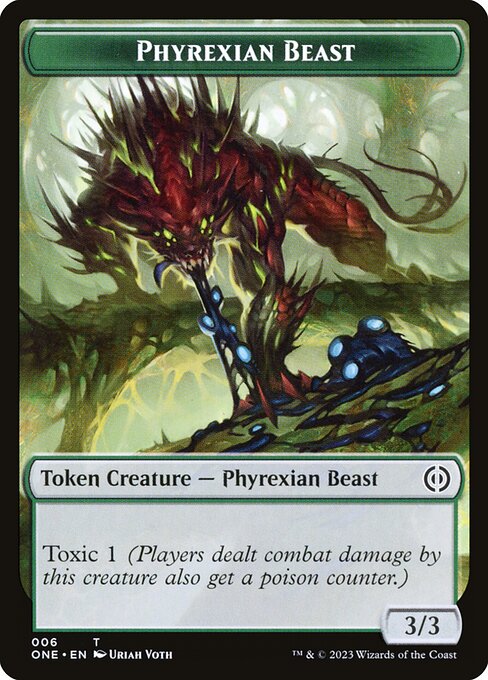 Phyrexian Beast
Token Creature — Phyrexian Beast
Toxic 1 (Players dealt combat damage by
this creature also get a poison counter.)
3/3
006 T
ONE • EN Uriah Voth
™ & © 2023 Wizards of the Coast